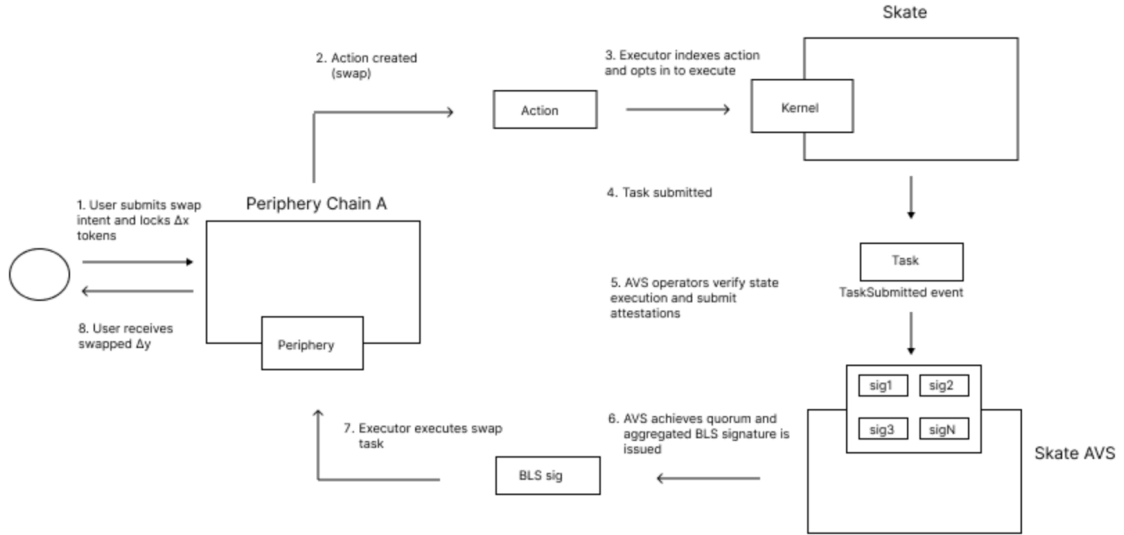 Skate
2. Action created
(swap)
3. Executor indexes action
and opts in to execute
Action
Kernel
4. Task submitted
1. User submits swap
intent and locks Δx
tokens
Periphery Chain A
Task
TaskSubmitted event
5. AVS operators verify state
execution and submit
attestations
8. User receives
swapped Δy
Periphery
sig1
sig2
sig3
sigN
6. AVS achieves quorum and
aggregated BLS signature is
issued
7. Executor executes swap
task
BLS sig
Skate AVS